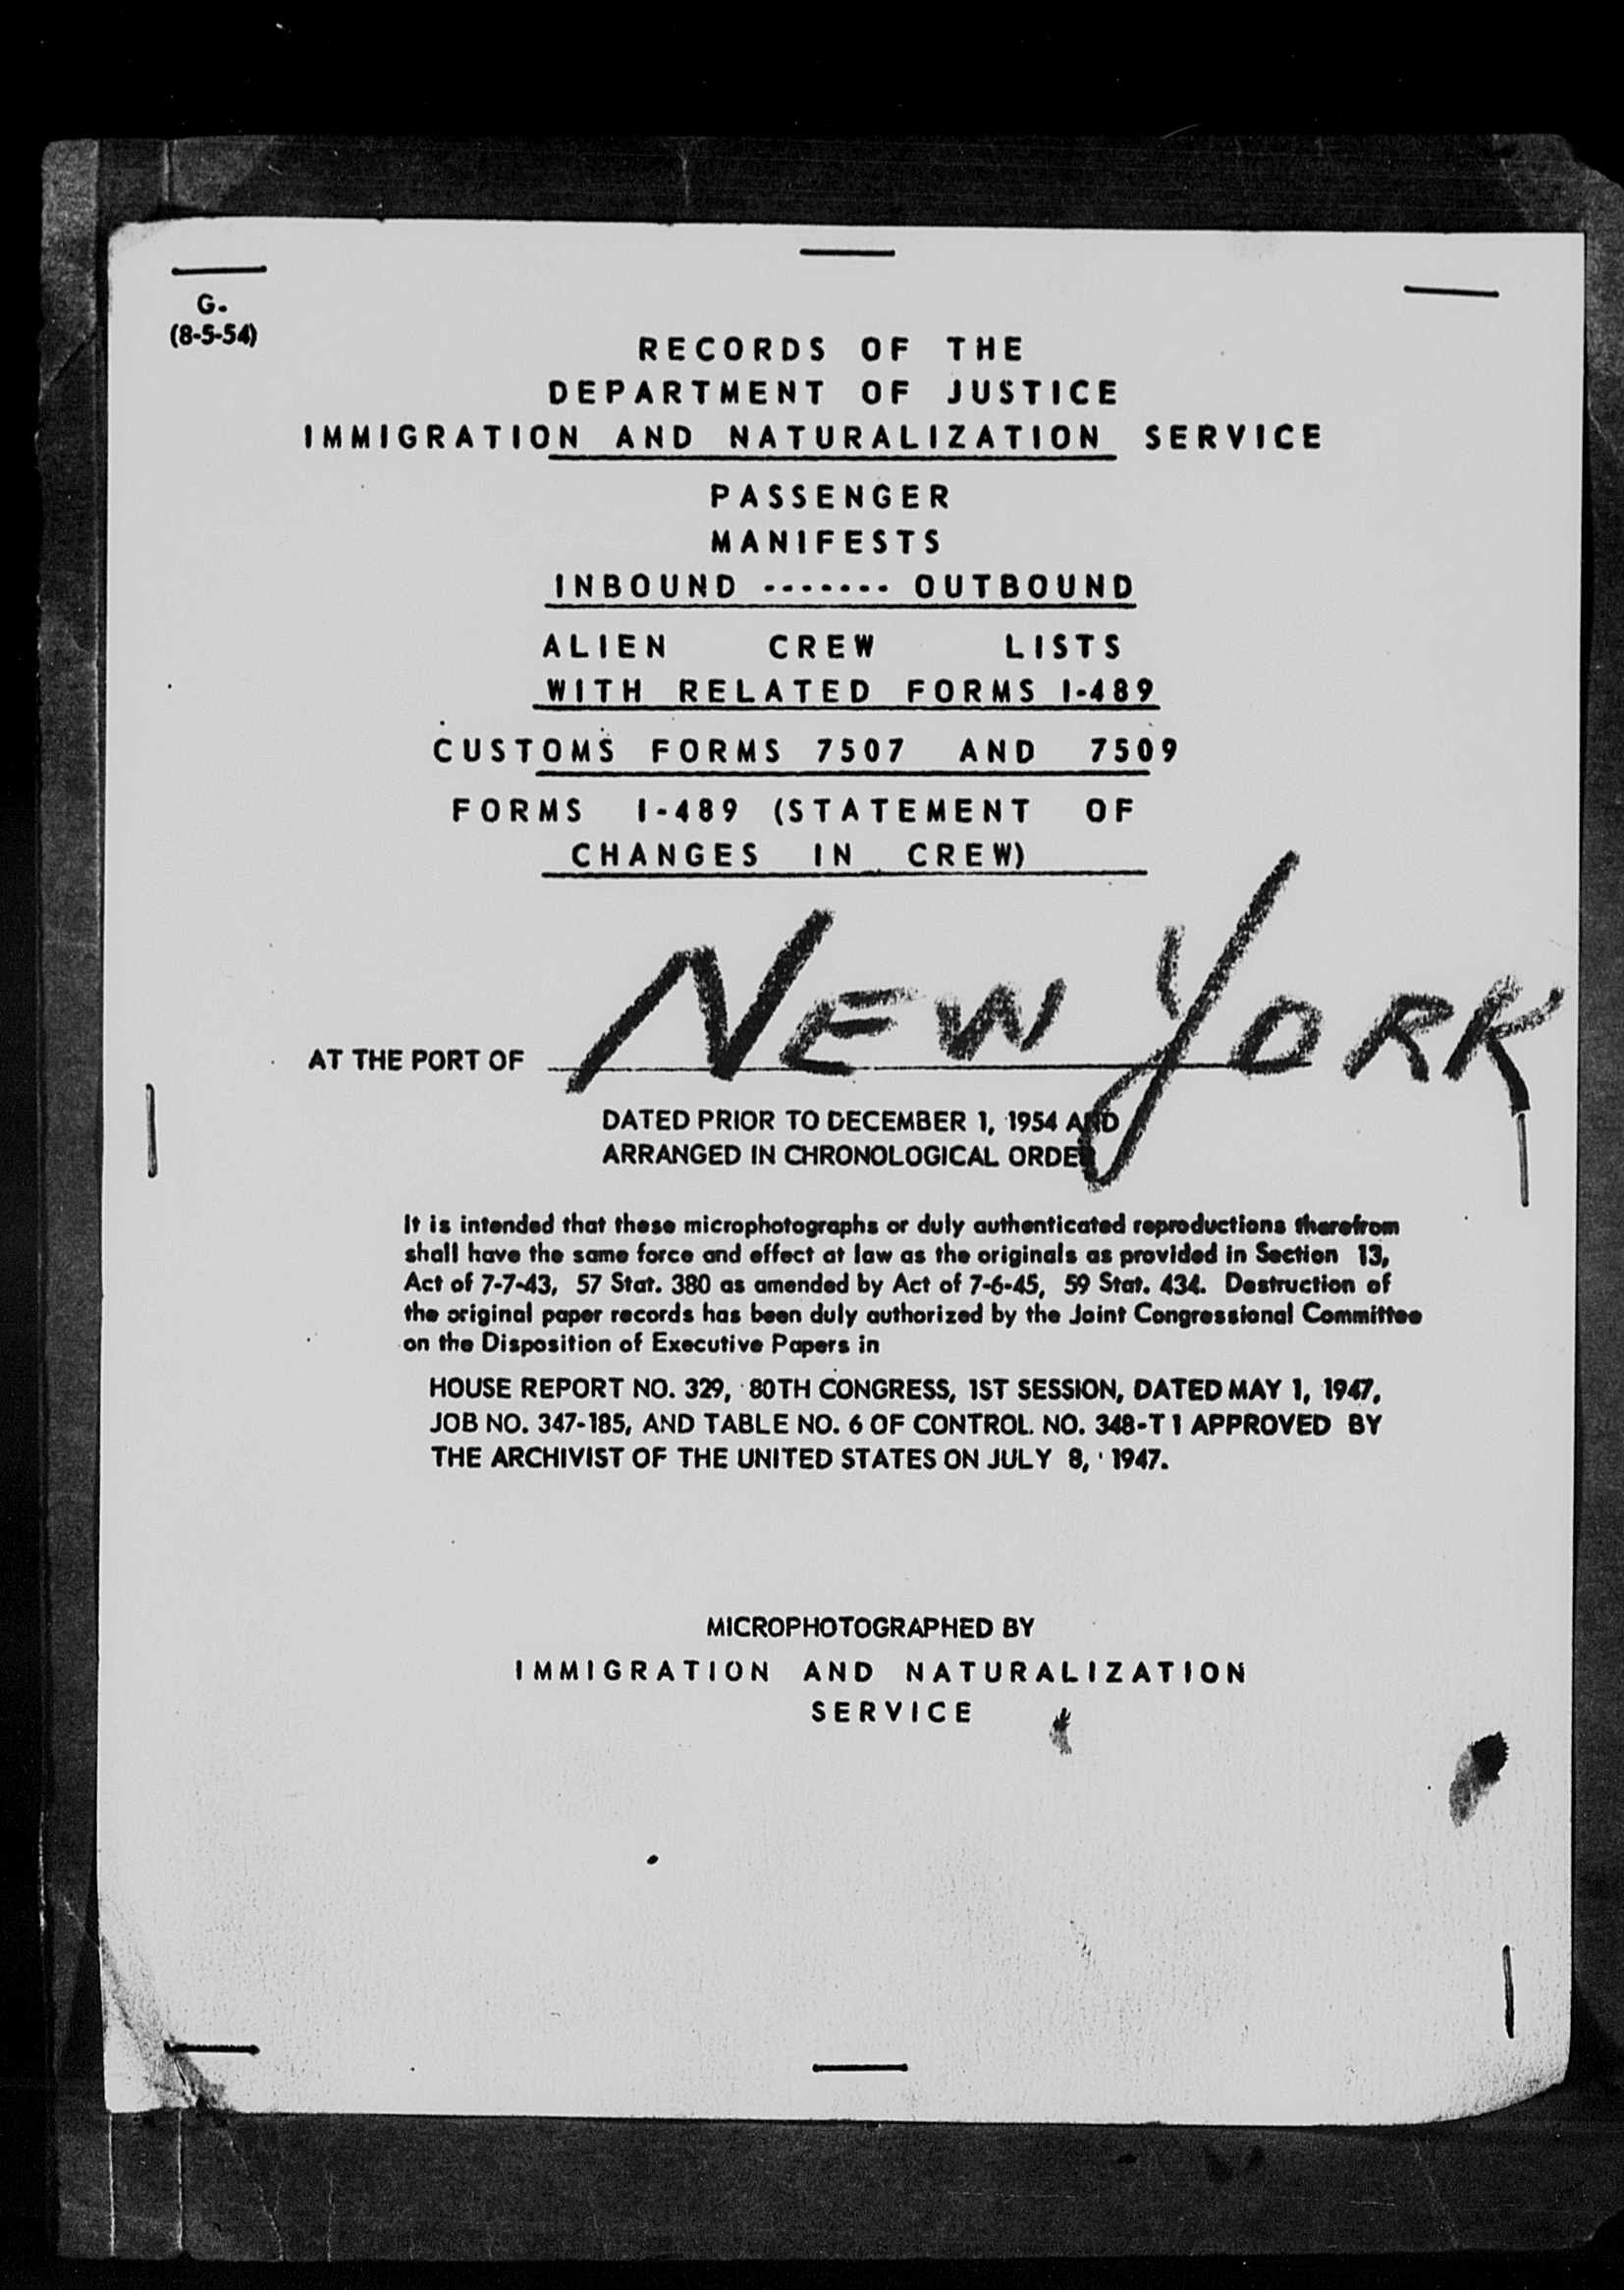 G.
(8-5-54)
RECORDS OF THE
DEPARTMENT OF JUSTICE
IMMIGRATION AND NATURALIZATION SERVICE
PASSENGER
MANIFESTS
INBOUND ------- OUTBOUND
ALIEN CREW LISTS
WITH RELATED FORMS I-489
CUSTOMS FORMS 7507 AND 7509
FORMS I-489 (STATEMENT OF
CHANGES IN CREW)
AT THE PORT OF NEW YORK
DATED PRIOR TO DECEMBER 1, 1954 AND
ARRANGED IN CHRONOLOGICAL ORDER
It is intended that these microphotographs or duly authenticated reproductions therefrom
shall have the same force and effect at law as the originals as provided in Section 13,
Act of 7-7-43, 57 Stat. 380 as amended by Act of 7-6-45, 59 Stat. 434. Destruction of
the original paper records has been duly authorized by the Joint Congressional Committee
on the Disposition of Executive Papers in
HOUSE REPORT NO. 329, 80TH CONGRESS, 1ST SESSION, DATED MAY 1, 1947,
JOB NO. 347-185, AND TABLE NO. 6 OF CONTROL NO. 348-T1 APPROVED BY
THE ARCHIVIST OF THE UNITED STATES ON JULY 8, 1947.
MICROPHOTOGRAPHED BY
IMMIGRATION AND NATURALIZATION
SERVICE